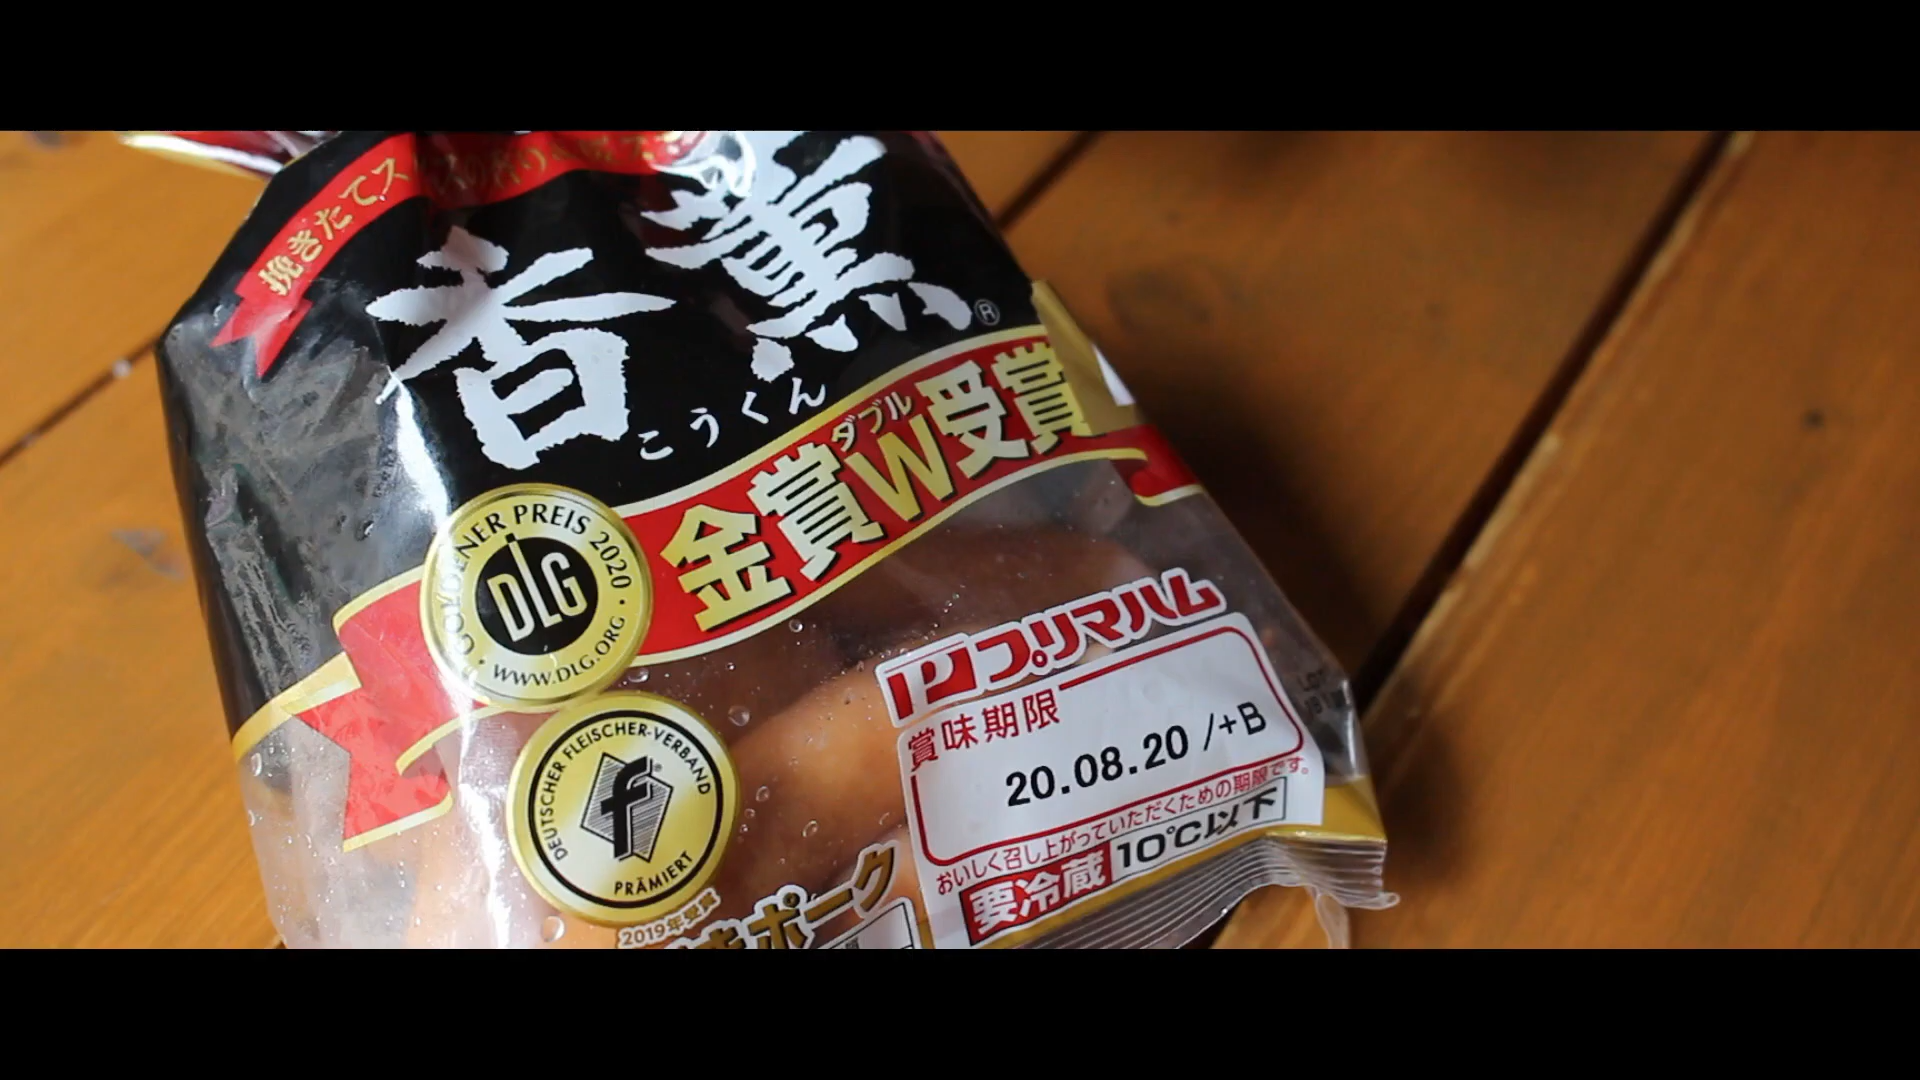 挽きたてス
の香り
香薫®
こうくん
ダブル
金賞W受賞
GOLDENER PREIS 2020
DLG
WWW.DLG.ORG
プリマハム
賞味期限
20.08.20 /+B
おいしく召し上がっていただくための期限です。
要冷蔵 10℃以下
DEUTSCHER FLEISCHER-VERBAND
f®
PRÄMIERT
2019年受賞
ポーク